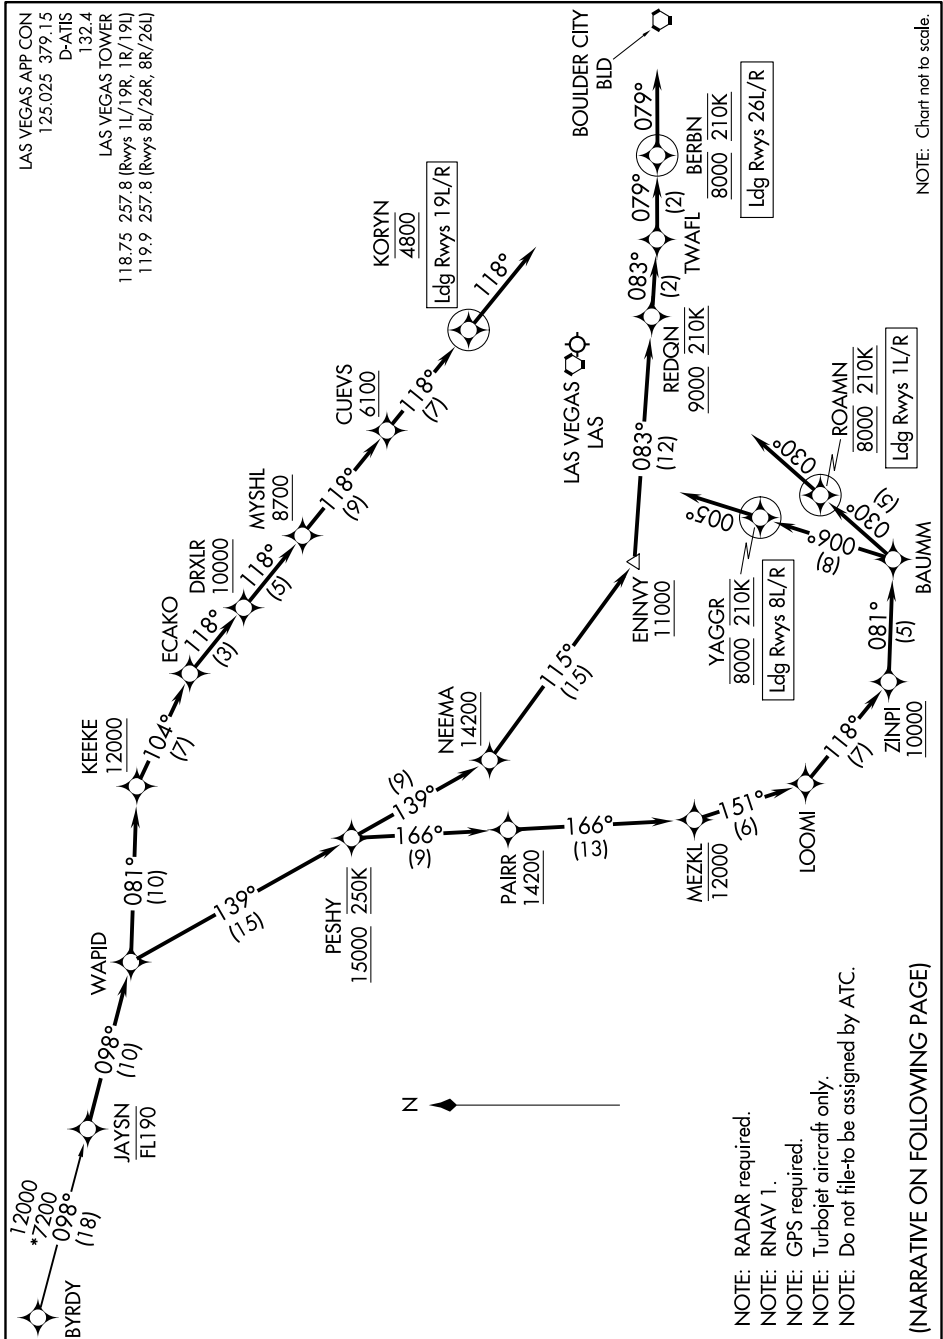 LAS VEGAS APP CON
125.025 379.15
D-ATIS
132.4
LAS VEGAS TOWER
118.75 257.8 (Rwys 1L/19R, 1R/19L)
119.9 257.8 (Rwys 8L/26R, 8R/26L)
12000
*7200
098°
(18)
BYRDY
JAYSN
FL190
098°
(10)
WAPID
081°
(10)
KEEKE
12000
104°
(7)
ECAKO
118°
(3)
DRXLR
10000
118°
(5)
MYSHL
8700
118°
(9)
CUEVS
6100
118°
(7)
KORYN
4800
Ldg Rwys 19L/R
118°
139°
(15)
PESHY
15000 250K
139°
(9)
NEEMA
14200
115°
(15)
ENNVY
11000
083°
(12)
LAS VEGAS
LAS
REDQN
9000 210K
083°
(2)
TWAFL
079°
(2)
BERBN
8000 210K
Ldg Rwys 26L/R
079°
BOULDER CITY
BLD
166°
(9)
PAIRR
14200
166°
(13)
MEZKL
12000
151°
(6)
LOOMI
118°
(7)
ZINPI
10000
081°
(5)
BAUMM
006°
(8)
YAGGR
8000 210K
Ldg Rwys 8L/R
005°
030°
(5)
ROAMN
8000 210K
Ldg Rwys 1L/R
030°
N
NOTE: RADAR required.
NOTE: RNAV 1.
NOTE: GPS required.
NOTE: Turbojet aircraft only.
NOTE: Do not file-to be assigned by ATC.
(NARRATIVE ON FOLLOWING PAGE)
NOTE: Chart not to scale.